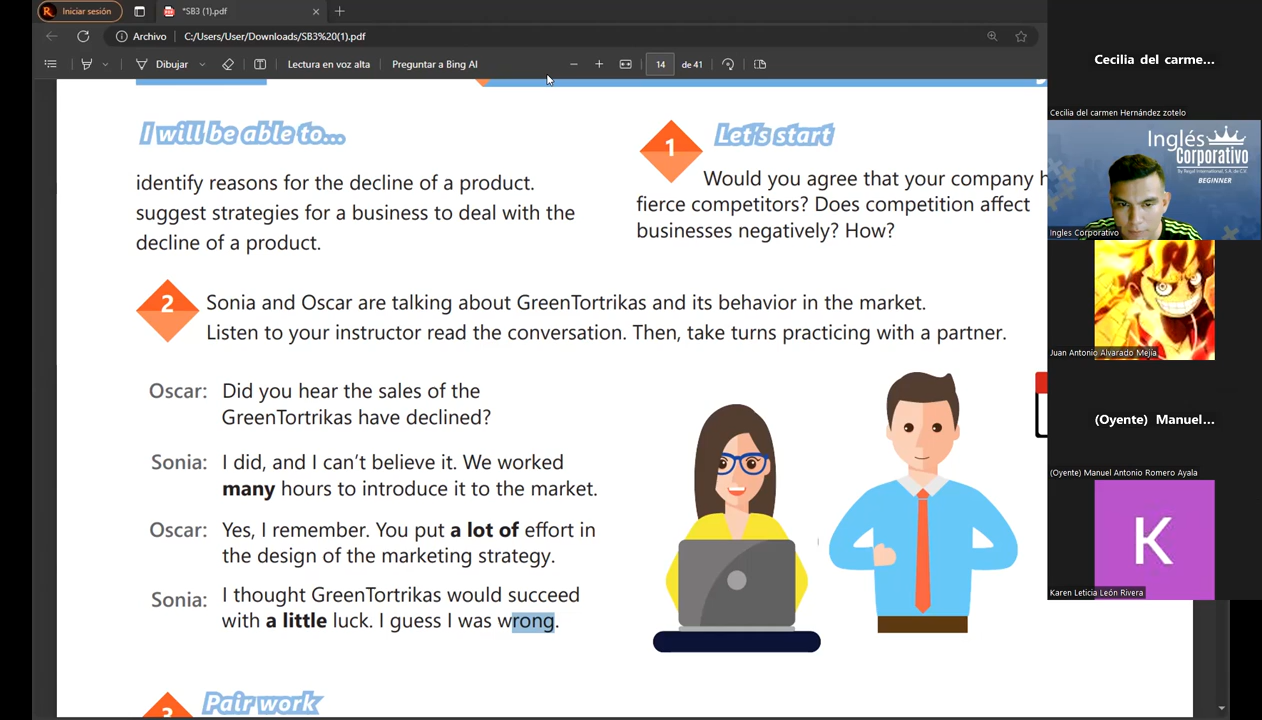 R Iniciar sesión
*SB3 (1).pdf
Archivo C:/Users/User/Downloads/SB3%20(1).pdf
Dibujar Lectura en voz alta Preguntar a Bing AI 14 de 41
I will be able to...
identify reasons for the decline of a product.
suggest strategies for a business to deal with the
decline of a product.
1 Let's start
Would you agree that your company h
fierce competitors? Does competition affect
businesses negatively? How?
2 Sonia and Oscar are talking about GreenTortrikas and its behavior in the market.
Listen to your instructor read the conversation. Then, take turns practicing with a partner.
Oscar: Did you hear the sales of the
GreenTortrikas have declined?
Sonia: I did, and I can't believe it. We worked
many hours to introduce it to the market.
Oscar: Yes, I remember. You put a lot of effort in
the design of the marketing strategy.
Sonia: I thought GreenTortrikas would succeed
with a little luck. I guess I was wrong.
3 Pair work
Cecilia del carme...
Cecilia del carmen Hernández zotelo
Inglés
Corporativo
By Regal International, S.A. de C.V.
BEGINNER
Ingles Corporativo
Juan Antonio Alvarado Mejía
(Oyente) Manuel...
(Oyente) Manuel Antonio Romero Ayala
K
Karen Leticia León Rivera